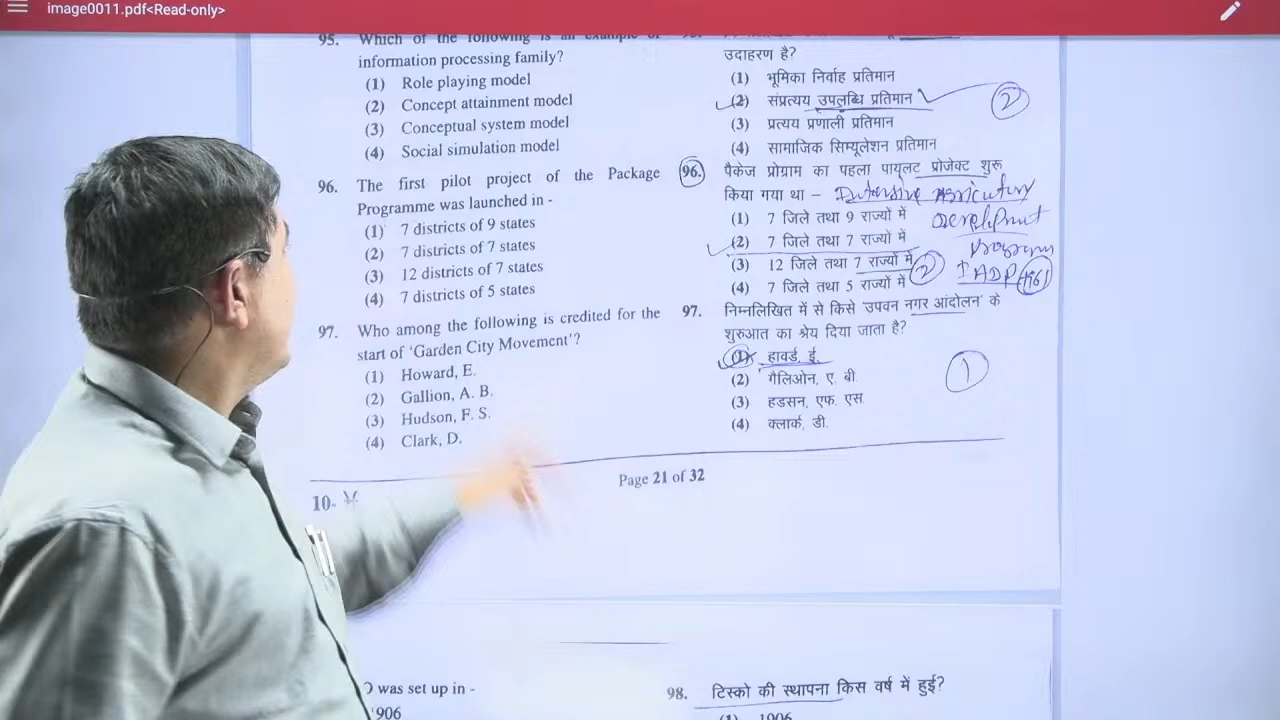 image0011.pdf<Read-only>
95. Which of the following is an example of
information processing family?
(1) Role playing model
(2) Concept attainment model
(3) Conceptual system model
(4) Social simulation model
96. The first pilot project of the Package
Programme was launched in -
(1) 7 districts of 9 states
(2) 7 districts of 7 states
(3) 12 districts of 7 states
(4) 7 districts of 5 states
97. Who among the following is credited for the
start of ‘Garden City Movement’?
(1) Howard, E.
(2) Gallion, A. B.
(3) Hudson, F. S.
(4) Clark, D.
उदाहरण है?
(1) भूमिका निर्वाह प्रतिमान
(2) संप्रत्यय उपलब्धि प्रतिमान
2
(3) प्रत्यय प्रणाली प्रतिमान
(4) सामाजिक सिम्यूलेशन प्रतिमान
96. पैकेज प्रोग्राम का पहला पायलट प्रोजेक्ट शुरू
किया गया था –
(1) 7 जिले तथा 9 राज्यों में
(2) 7 जिले तथा 7 राज्यों में
(3) 12 जिले तथा 7 राज्यों में
2
IADP
(4) 7 जिले तथा 5 राज्यों में
97. निम्नलिखित में से किसे ‘उपवन नगर आंदोलन’ के
शुरुआत का श्रेय दिया जाता है?
(1) हावर्ड, ई.
1
(2) गैलिओन, ए. बी.
(3) हडसन, एफ. एस
(4) क्लार्क, डी.
10-
Page 21 of 32
O was set up in -
1906
98. टिस्को की स्थापना किस वर्ष में हुई?
(1) 1906